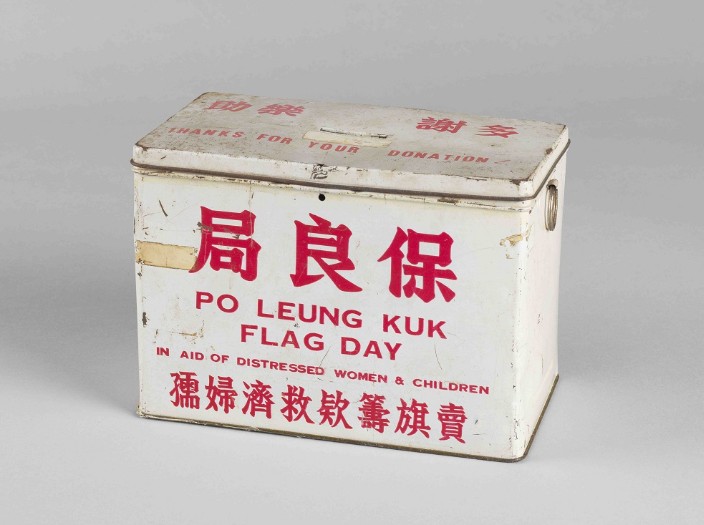 多謝樂助
THANKS FOR YOUR DONATION
保良局
PO LEUNG KUK
FLAG DAY
IN AID OF DISTRESSED WOMEN & CHILDREN
賣旗籌欵救濟婦孺